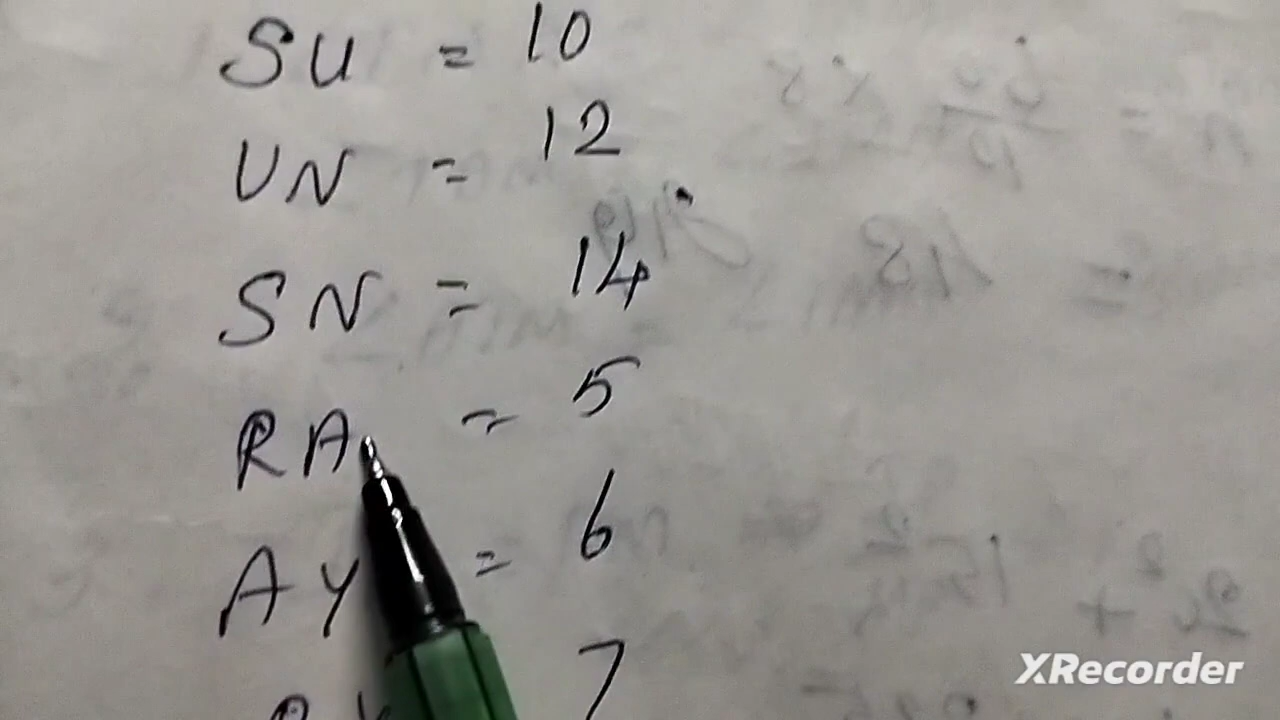 SU = 10
UN = 12
SN = 14
RA = 5
AY = 6
7
XRecorder